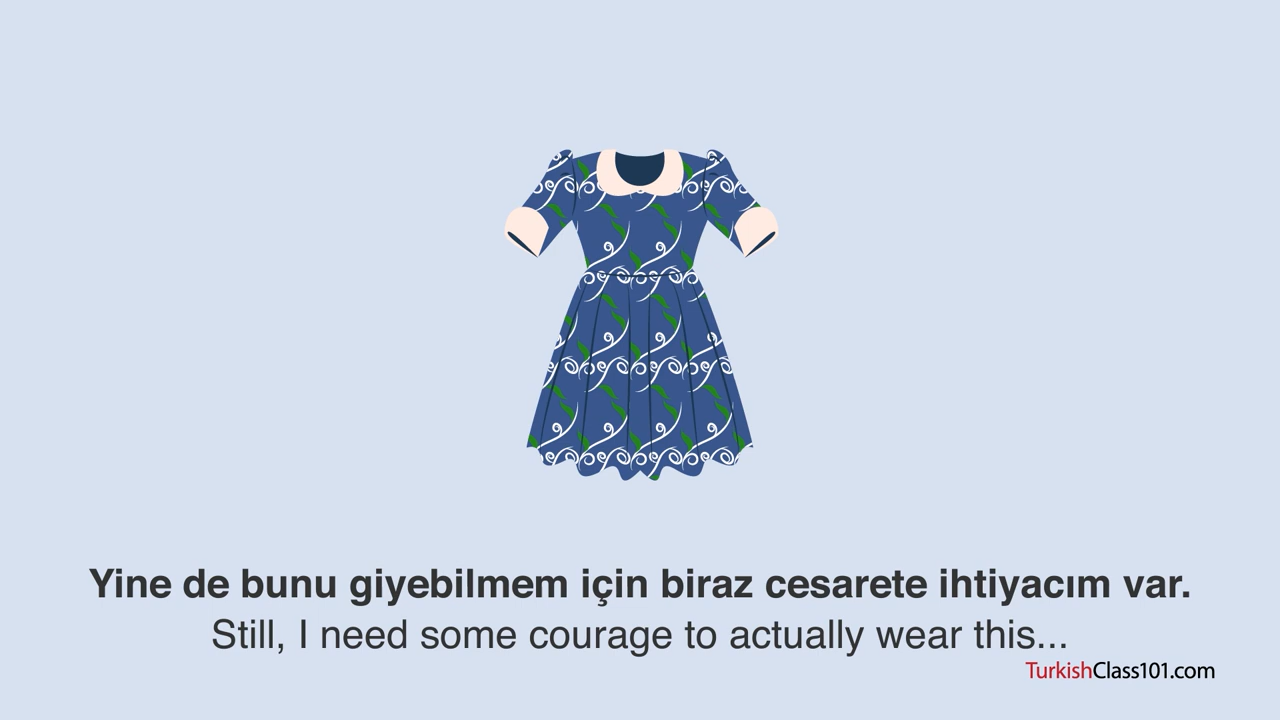 Yine de bunu giyebilmem için biraz cesarete ihtiyacım var.
Still, I need some courage to actually wear this...
TurkishClass101.com